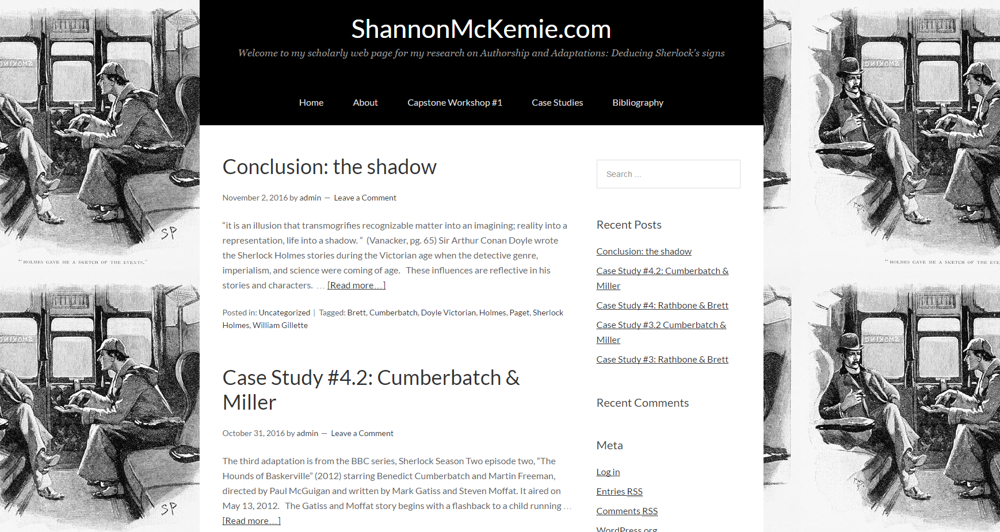 ShannonMcKemie.com
Welcome to my scholarly web page for my research on Authorship and Adaptations: Deducing Sherlock's signs
Home
About
Capstone Workshop #1
Case Studies
Bibliography
Conclusion: the shadow
November 2, 2016 by admin — Leave a Comment
“it is an illusion that transmogrifies recognizable matter into an imagining; reality into a
representation, life into a shadow. ” (Vanacker, pg. 65) Sir Arthur Conan Doyle wrote
the Sherlock Holmes stories during the Victorian age when the detective genre,
imperialism, and science were coming of age. These influences are reflective in his
stories and characters. … [Read more…]
Posted in: Uncategorized | Tagged: Brett, Cumberbatch, Doyle Victorian, Holmes, Paget, Sherlock
Holmes, William Gillette
Case Study #4.2: Cumberbatch &
Miller
October 31, 2016 by admin — Leave a Comment
The third adaptation is from the BBC series, Sherlock Season Two episode two, “The
Hounds of Baskerville” (2012) starring Benedict Cumberbatch and Martin Freeman,
directed by Paul McGuigan and written by Mark Gatiss and Steven Moffat. It aired on
May 13, 2012. The Gatiss and Moffat story begins with a flashback to a child running …
[Read more…]
Search …
Recent Posts
Conclusion: the shadow
Case Study #4.2: Cumberbatch &
Miller
Case Study #4: Rathbone & Brett
Case Study #3.2 Cumberbatch &
Miller
Case Study #3: Rathbone & Brett
Recent Comments
Meta
Log in
Entries RSS
Comments RSS
WordPress.org
SMOKING
SP
“HOLMES GAVE ME A SKETCH OF THE EVENTS.”
SMOKING
SP
SMOKING
“HOLMES GAVE ME A SKETCH OF THE EVE
SMOKING